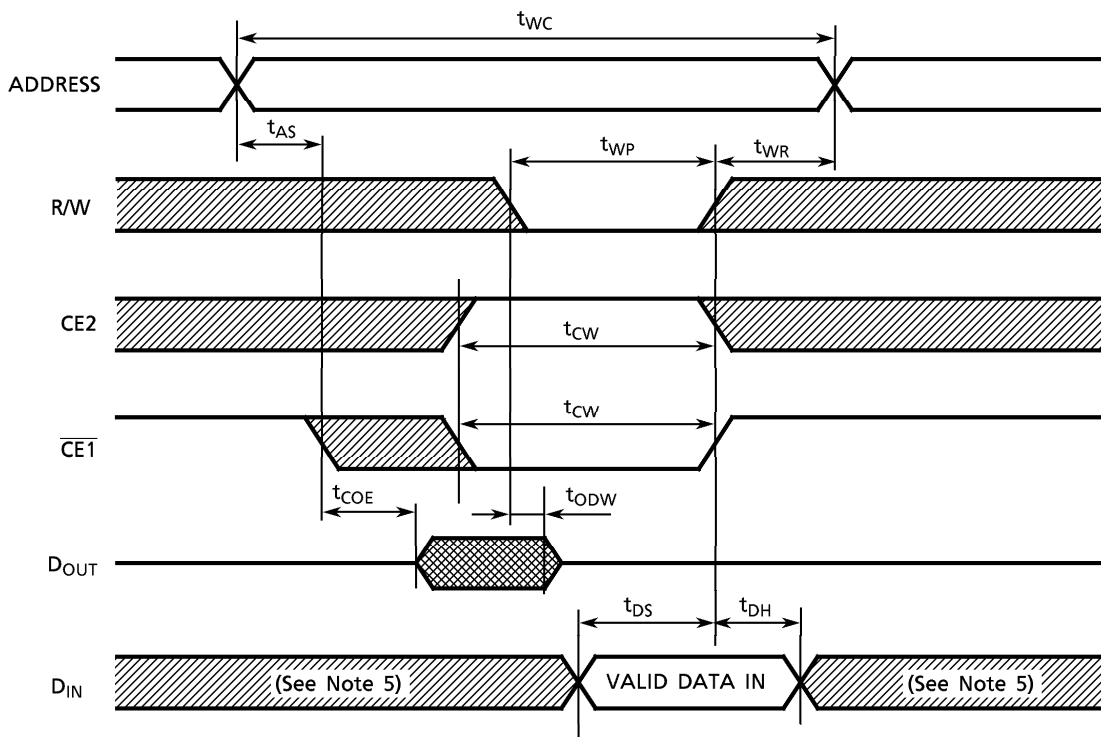 tWC
ADDRESS
tAS
tWP
tWR
R/W
CE2
tCW
tCW
CE1
tCOE
tODW
DOUT
tDS
tDH
DIN
(See Note 5)
VALID DATA IN
(See Note 5)